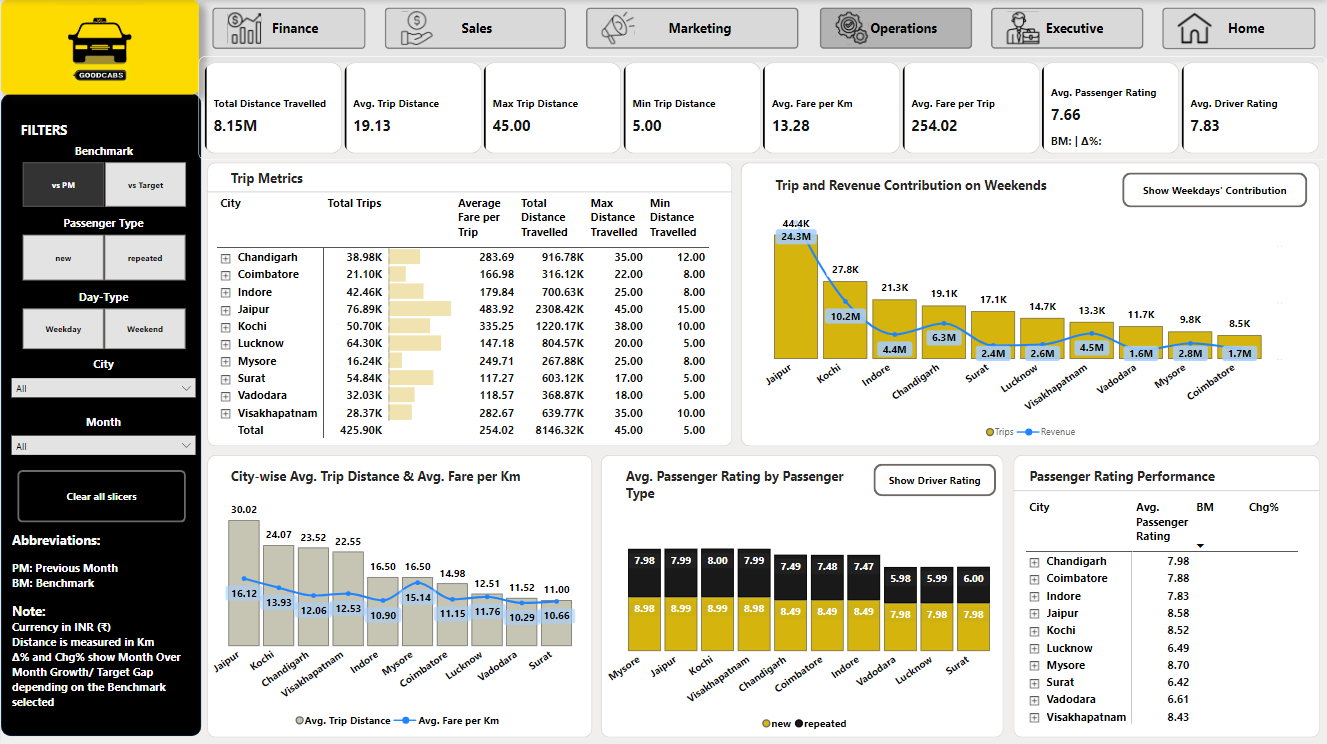 GOODCABS
Finance
Sales
Marketing
Operations
Executive
Home
FILTERS
Benchmark
vs PM
vs Target
Passenger Type
new
repeated
Day-Type
Weekday
Weekend
City
All
Month
All
Clear all slicers
Abbreviations:
PM: Previous Month
BM: Benchmark
Note:
Currency in INR (₹)
Distance is measured in Km
Δ% and Chg% show Month Over
Month Growth/ Target Gap
depending on the Benchmark
selected
Total Distance Travelled
8.15M
Avg. Trip Distance
19.13
Max Trip Distance
45.00
Min Trip Distance
5.00
Avg. Fare per Km
13.28
Avg. Fare per Trip
254.02
Avg. Passenger Rating
7.66
BM: | Δ%:
Avg. Driver Rating
7.83
Trip Metrics
City Total Trips Average Fare per Trip Total Distance Travelled Max Distance Travelled Min Distance Travelled
Chandigarh 38.98K 283.69 916.78K 35.00 12.00
Coimbatore 21.10K 166.98 316.12K 22.00 8.00
Indore 42.46K 179.84 700.63K 25.00 8.00
Jaipur 76.89K 483.92 2308.42K 45.00 15.00
Kochi 50.70K 335.25 1220.17K 38.00 10.00
Lucknow 64.30K 147.18 804.57K 20.00 5.00
Mysore 16.24K 249.71 267.88K 25.00 8.00
Surat 54.84K 117.27 603.12K 17.00 5.00
Vadodara 32.03K 118.57 368.87K 18.00 5.00
Visakhapatnam 28.37K 282.67 639.77K 35.00 10.00
Total 425.90K 254.02 8146.32K 45.00 5.00
Trip and Revenue Contribution on Weekends
Show Weekdays' Contribution
44.4K 27.8K 21.3K 19.1K 17.1K 14.7K 13.3K 11.7K 9.8K 8.5K
24.3M 10.2M 4.4M 6.3M 2.4M 2.6M 4.5M 1.6M 2.8M 1.7M
Jaipur Kochi Indore Chandigarh Surat Lucknow Visakhapatnam Vadodara Mysore Coimbatore
Trips Revenue
City-wise Avg. Trip Distance & Avg. Fare per Km
30.02 24.07 23.52 22.55 16.50 16.50 14.98 12.51 11.52 11.00
16.12 13.93 12.06 12.53 10.90 15.14 11.15 11.76 10.29 10.66
Jaipur Kochi Chandigarh Visakhapatnam Indore Mysore Coimbatore Lucknow Vadodara Surat
Avg. Trip Distance Avg. Fare per Km
Avg. Passenger Rating by Passenger
Type
Show Driver Rating
7.98 7.99 8.00 7.99 7.49 7.48 7.47 5.98 5.99 6.00
8.98 8.99 8.99 8.98 8.49 8.49 8.49 7.98 7.98 7.98
Mysore Jaipur Kochi Visakhapatnam Chandigarh Coimbatore Indore Vadodara Lucknow Surat
new repeated
Passenger Rating Performance
City Avg. Passenger Rating BM Chg%
Chandigarh 7.98
Coimbatore 7.88
Indore 7.83
Jaipur 8.58
Kochi 8.52
Lucknow 6.49
Mysore 8.70
Surat 6.42
Vadodara 6.61
Visakhapatnam 8.43